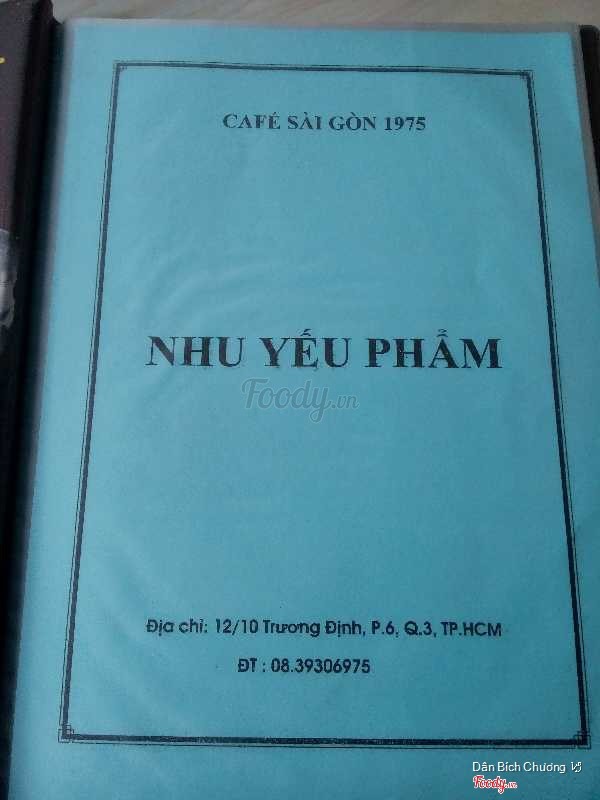 CAFÉ SÀI GÒN 1975
NHU YẾU PHẨM
Foody.vn
Địa chỉ: 12/10 Trương Định, P.6, Q.3, TP.HCM
ĐT : 08.39306975
Dân Bích Chương
Foody.vn